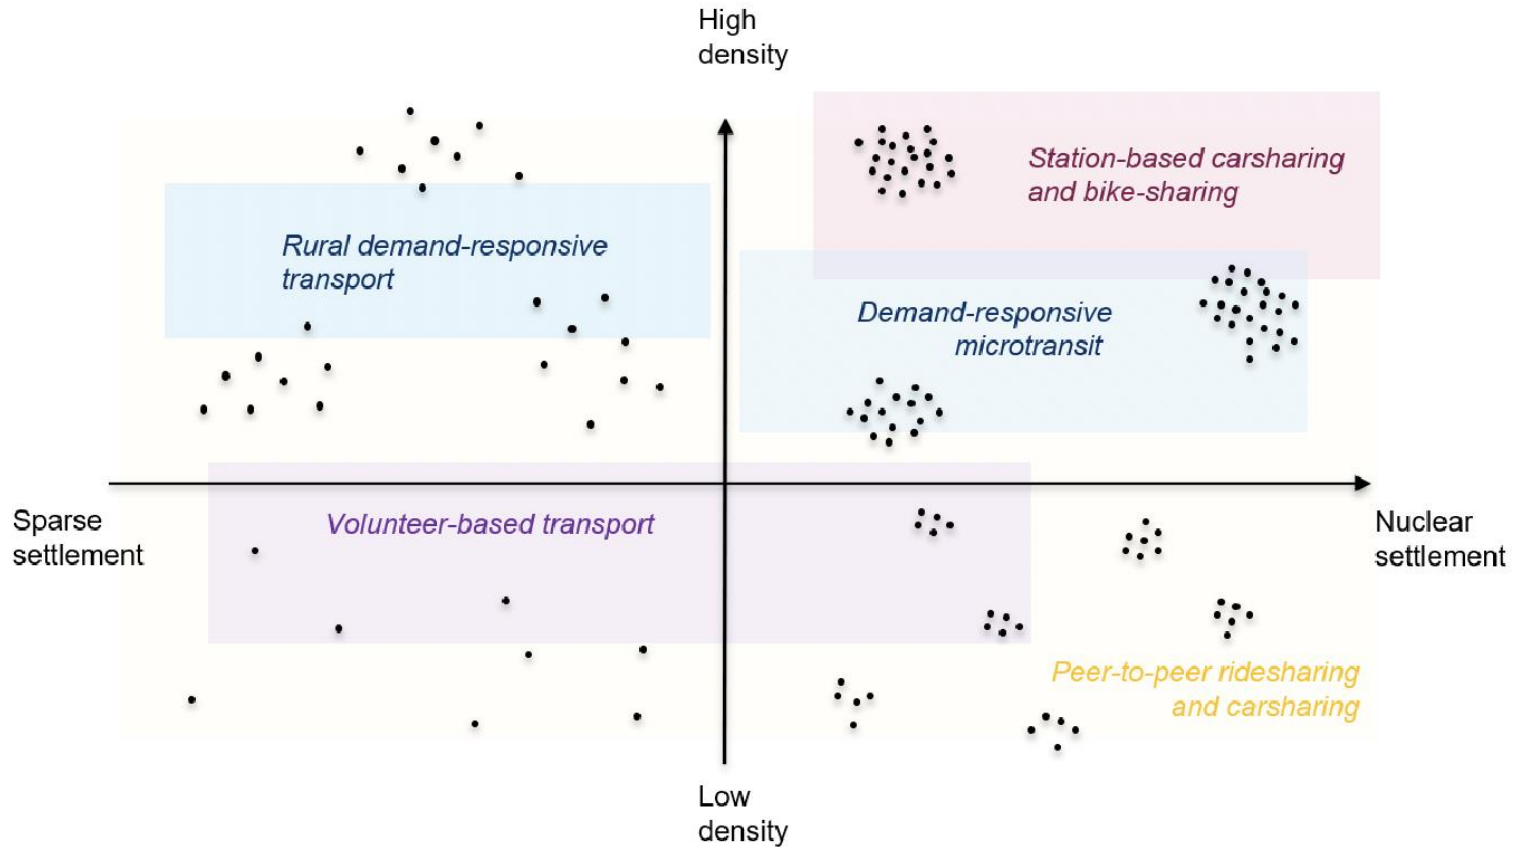 High
density
Station-based carsharing
and bike-sharing
Rural demand-responsive
transport
Demand-responsive
microtransit
Sparse
settlement
Volunteer-based transport
Nuclear
settlement
Peer-to-peer ridesharing
and carsharing
Low
density